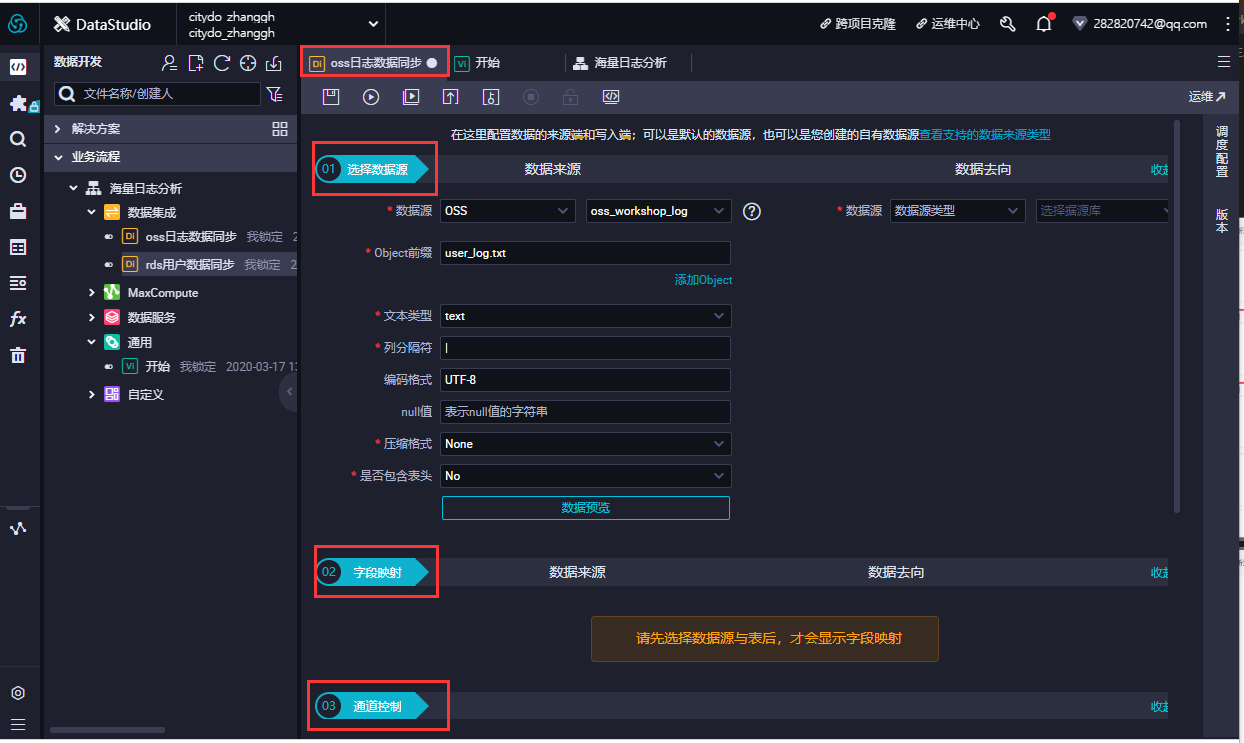 DataStudio
citydo_zhanggh
citydo_zhanggh
跨项目克隆
运维中心
282820742@qq.com
数据开发
文件名称/创建人
解决方案
业务流程
海量日志分析
数据集成
Di oss日志数据同步 我锁定 2
Di rds用户数据同步 我锁定 2
MaxCompute
数据服务
通用
Vi 开始 我锁定 2020-03-17 1
自定义
Di oss日志数据同步
Vi 开始
海量日志分析
运维
在这里配置数据的来源端和写入端；可以是默认的数据源，也可以是您创建的自有数据源查看支持的数据来源类型
01 选择数据源 数据来源 数据去向 收起
* 数据源 OSS oss_workshop_log
* 数据源 数据源类型 选择据源库
* Object前缀 user_log.txt
添加Object
* 文本类型 text
* 列分隔符 |
编码格式 UTF-8
null值 表示null值的字符串
* 压缩格式 None
* 是否包含表头 No
数据预览
02 字段映射 数据来源 数据去向 收起
请先选择数据源与表后，才会显示字段映射
03 通道控制 收起
调度配置
版本